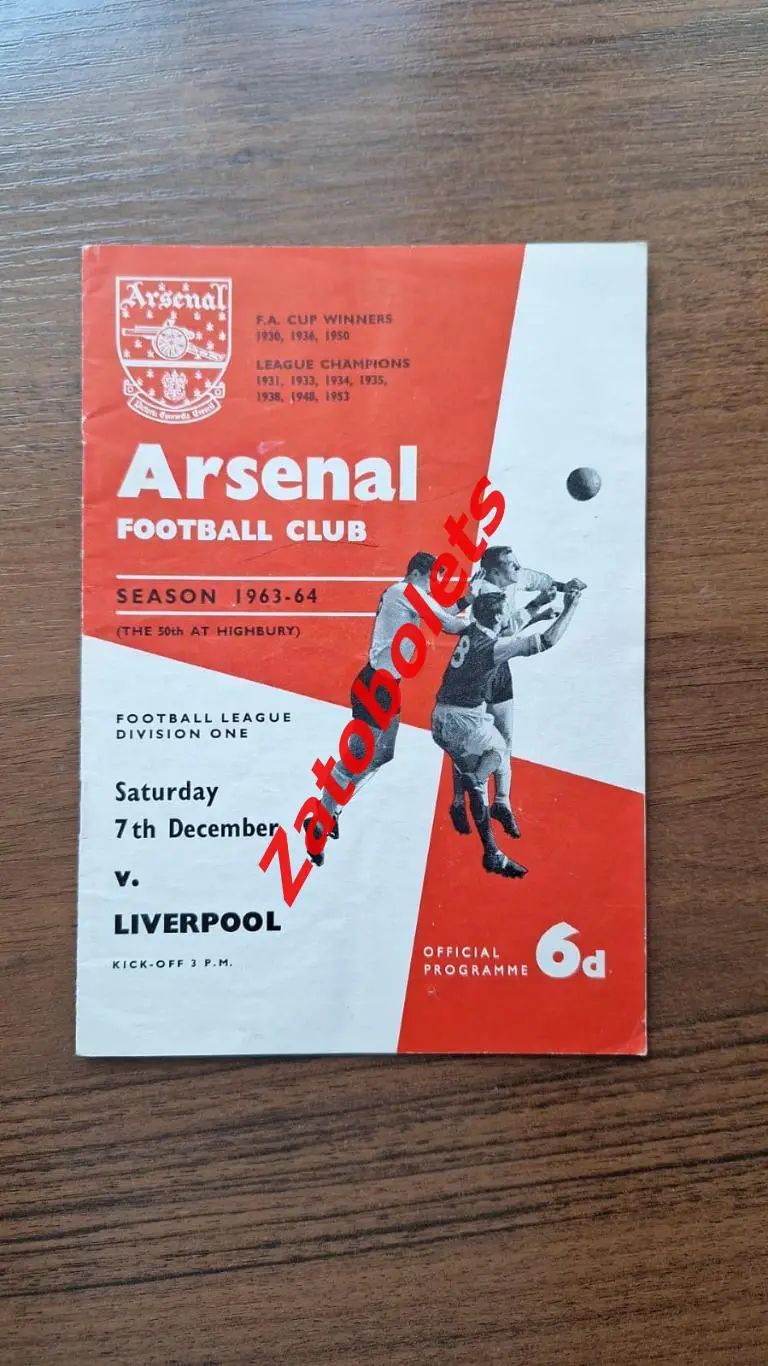 Arsenal
F.A. CUP WINNERS
1930, 1936, 1950
LEAGUE CHAMPIONS
1931, 1933, 1934, 1935,
1938, 1948, 1953
Arsenal
FOOTBALL CLUB
SEASON 1963-64
(THE 50th AT HIGHBURY)
FOOTBALL LEAGUE
DIVISION ONE
Saturday
7th December
v.
LIVERPOOL
KICK-OFF 3 P.M.
8
OFFICIAL
PROGRAMME
6d
Zatobolets